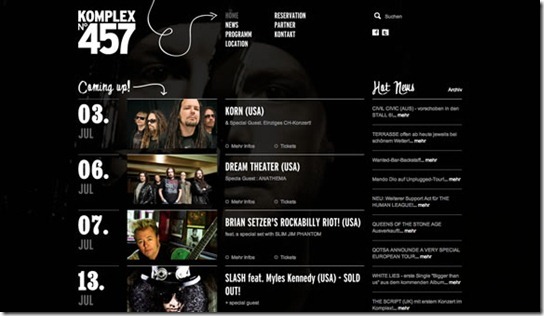 KOMPLEX
Nº
457
HOME
NEWS
PROGRAMM
LOCATION
RESERVATION
PARTNER
KONTAKT
Suchen
Coming up!
03.
JUL
KORN (USA)
& Special Guest, Einziges CH-Konzert!
Mehr Infos
Tickets
06.
JUL
DREAM THEATER (USA)
Special Guest : ANATHEMA
Mehr Infos
Tickets
07.
JUL
BRIAN SETZER'S ROCKABILLY RIOT! (USA)
feat. a special set with SLIM JIM PHANTOM
Mehr Infos
Tickets
13.
JUL
SLASH feat. Myles Kennedy (USA) - SOLD
OUT!
+ special guest
Hot News
Archiv
CIVIL CIVIC (AUS) - verschoben in den
STALL 6!... mehr
TERRASSE offen ab heute jeweils bei
schönem Wetter!... mehr
Wanted-Bar-Backstaff... mehr
Mando Diao auf Unplugged-Tour!... mehr
NEU: Weiterer Support Act für THE
HUMAN LEAGUE!... mehr
QUEENS OF THE STONE AGE
Ausverkauft!... mehr
QOTSA ANNOUNCE A VERY SPECIAL
EUROPEAN TOUR... mehr
WHITE LIES - erste Single "Bigger than
us" aus dem kommenden Album... mehr
THE SCRIPT (UK) mit erstem Konzert im
Komplex!... mehr